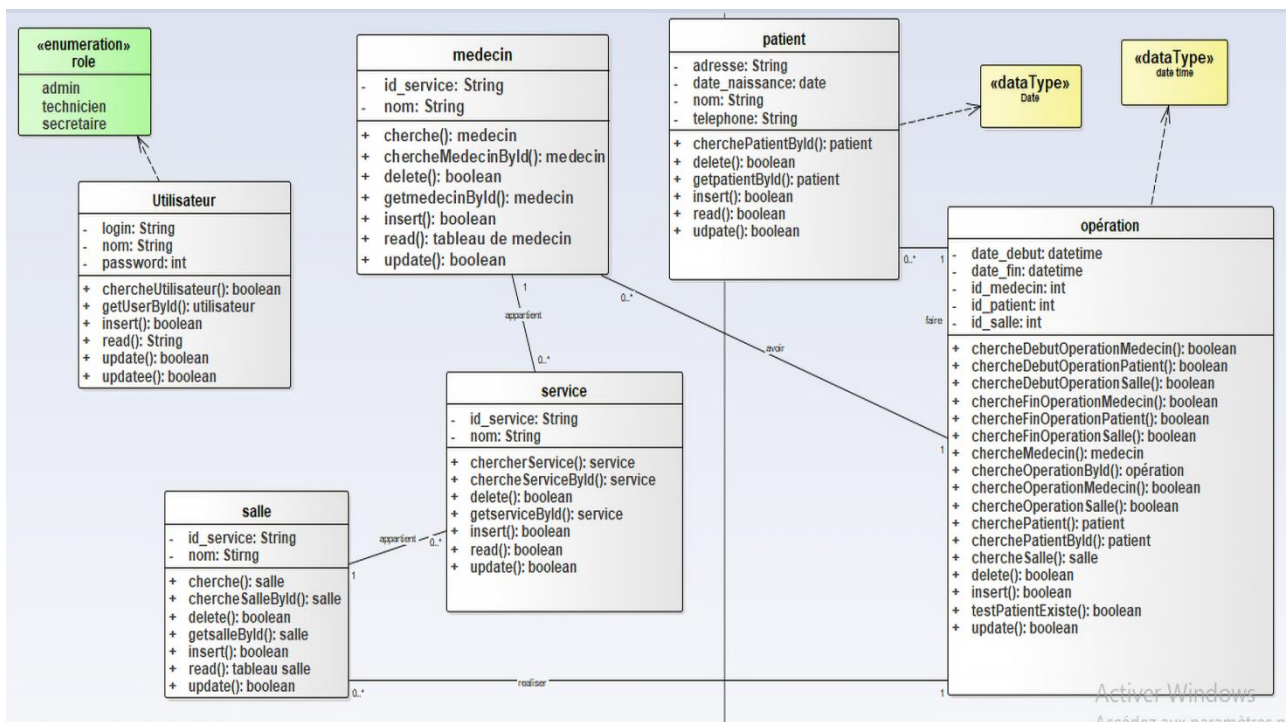 «enumeration»
role
admin
technicien
secretaire
medecin
- id_service: String
- nom: String
+ cherche(): medecin
+ chercheMedecinById(): medecin
+ delete(): boolean
+ getmedecinById(): medecin
+ insert(): boolean
+ read(): tableau de medecin
+ update(): boolean
patient
- adresse: String
- date_naissance: date
- nom: String
- telephone: String
+ cherchePatientById(): patient
+ delete(): boolean
+ getpatientById(): patient
+ insert(): boolean
+ read(): boolean
+ udpate(): boolean
«dataType»
Date
«dataType»
date time
Utilisateur
- login: String
- nom: String
- password: int
+ chercheUtilisateur(): boolean
+ getUserById(): utilisateur
+ insert(): boolean
+ read(): String
+ update(): boolean
+ updatee(): boolean
opération
- date_debut: datetime
- date_fin: datetime
- id_medecin: int
- id_patient: int
- id_salle: int
+ chercheDebutOperationMedecin(): boolean
+ chercheDebutOperationPatient(): boolean
+ chercheDebutOperationSalle(): boolean
+ chercheFinOperationMedecin(): boolean
+ chercheFinOperationPatient(): boolean
+ chercheFinOperationSalle(): boolean
+ chercheMedecin(): medecin
+ chercheOperationById(): opération
+ chercheOperationMedecin(): boolean
+ chercheOperationSalle(): boolean
+ cherchePatient(): patient
+ cherchePatientById(): patient
+ chercheSalle(): salle
+ delete(): boolean
+ insert(): boolean
+ testPatientExiste(): boolean
+ update(): boolean
0..*
1
faire
1
appartient
0..*
0..*
avoir
1
service
- id_service: String
- nom: String
+ chercherService(): service
+ chercheServiceById(): service
+ delete(): boolean
+ getserviceById(): service
+ insert(): boolean
+ read(): boolean
+ update(): boolean
salle
- id_service: String
- nom: Stirng
+ cherche(): salle
+ chercheSalleById(): salle
+ delete(): boolean
+ getsalleById(): salle
+ insert(): boolean
+ read(): tableau salle
+ update(): boolean
appartient
0..*
1
0..*
realiser
1
Activer Windows